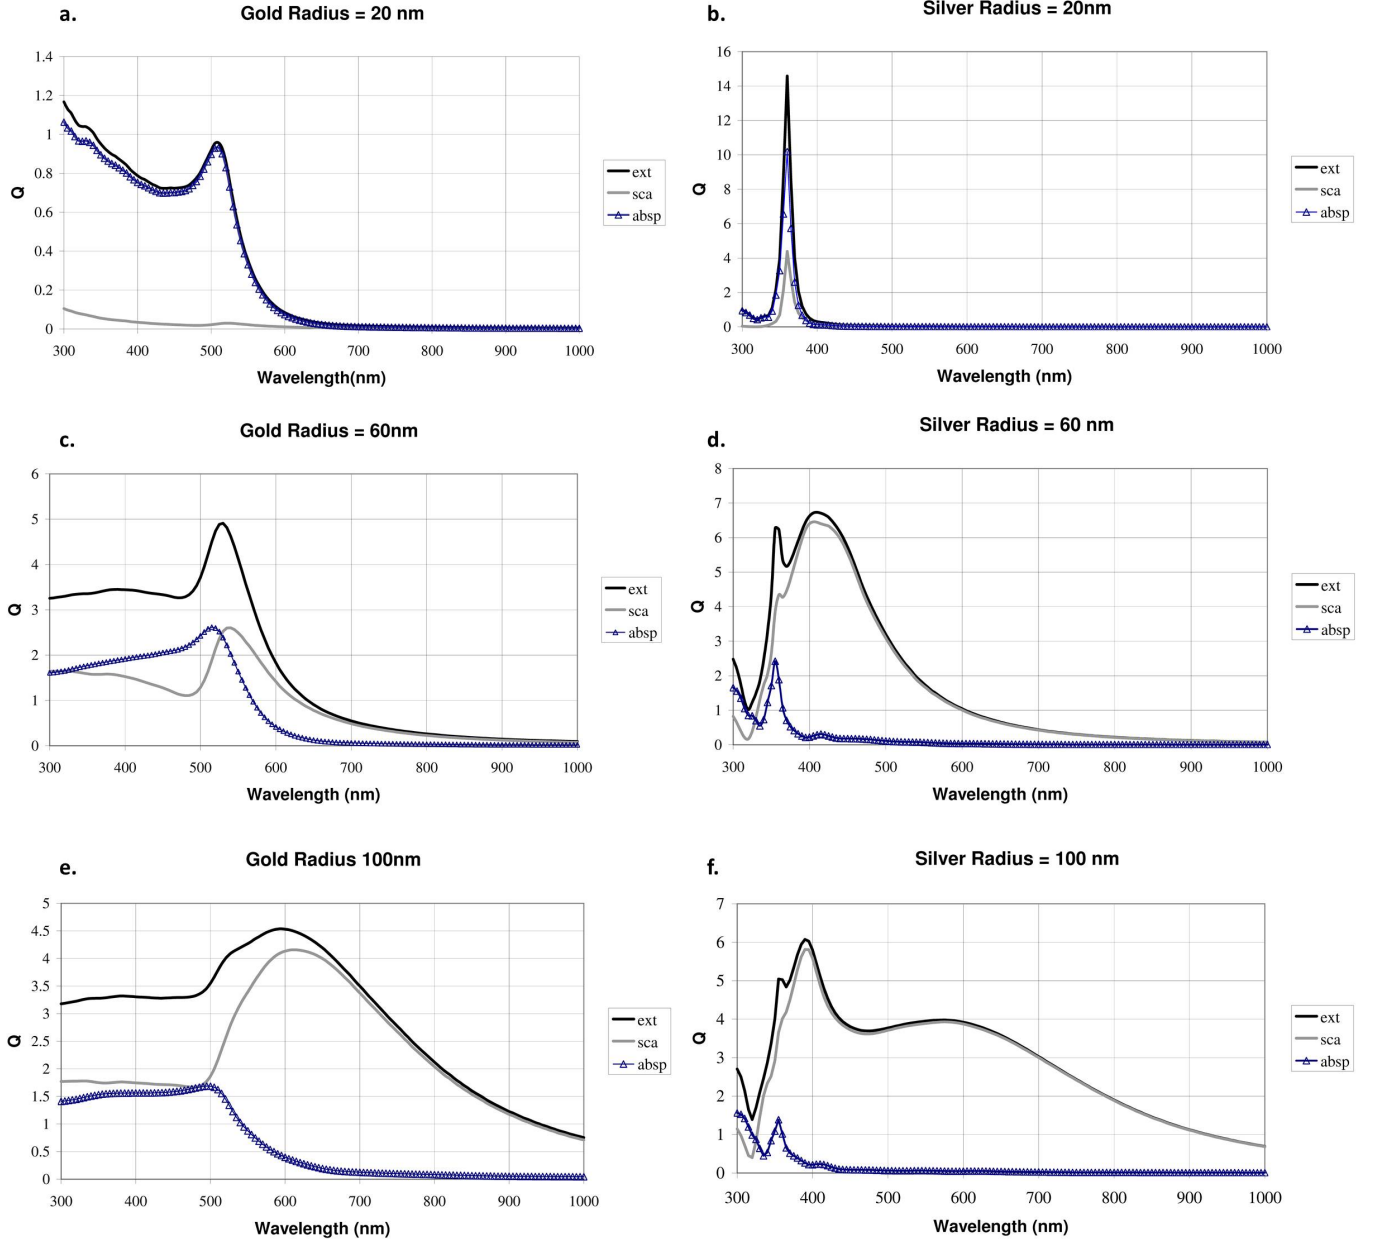 a.
Gold Radius = 20 nm
1.4
1.2
1
0.8
0.6
0.4
0.2
0
Q
300 400 500 600 700 800 900 1000
Wavelength(nm)
ext
sca
absp
b.
Silver Radius = 20nm
16
14
12
10
8
6
4
2
0
Q
300 400 500 600 700 800 900 1000
Wavelength (nm)
ext
sca
absp
c.
Gold Radius = 60nm
6
5
4
3
2
1
0
Q
300 400 500 600 700 800 900 1000
Wavelength (nm)
ext
sca
absp
d.
Silver Radius = 60 nm
8
7
6
5
4
3
2
1
0
Q
300 400 500 600 700 800 900 1000
Wavelength (nm)
ext
sca
absp
e.
Gold Radius 100nm
5
4.5
4
3.5
3
2.5
2
1.5
1
0.5
0
Q
300 400 500 600 700 800 900 1000
Wavelength (nm)
ext
sca
absp
f.
Silver Radius = 100 nm
7
6
5
4
3
2
1
0
Q
300 400 500 600 700 800 900 1000
Wavelength (nm)
ext
sca
absp